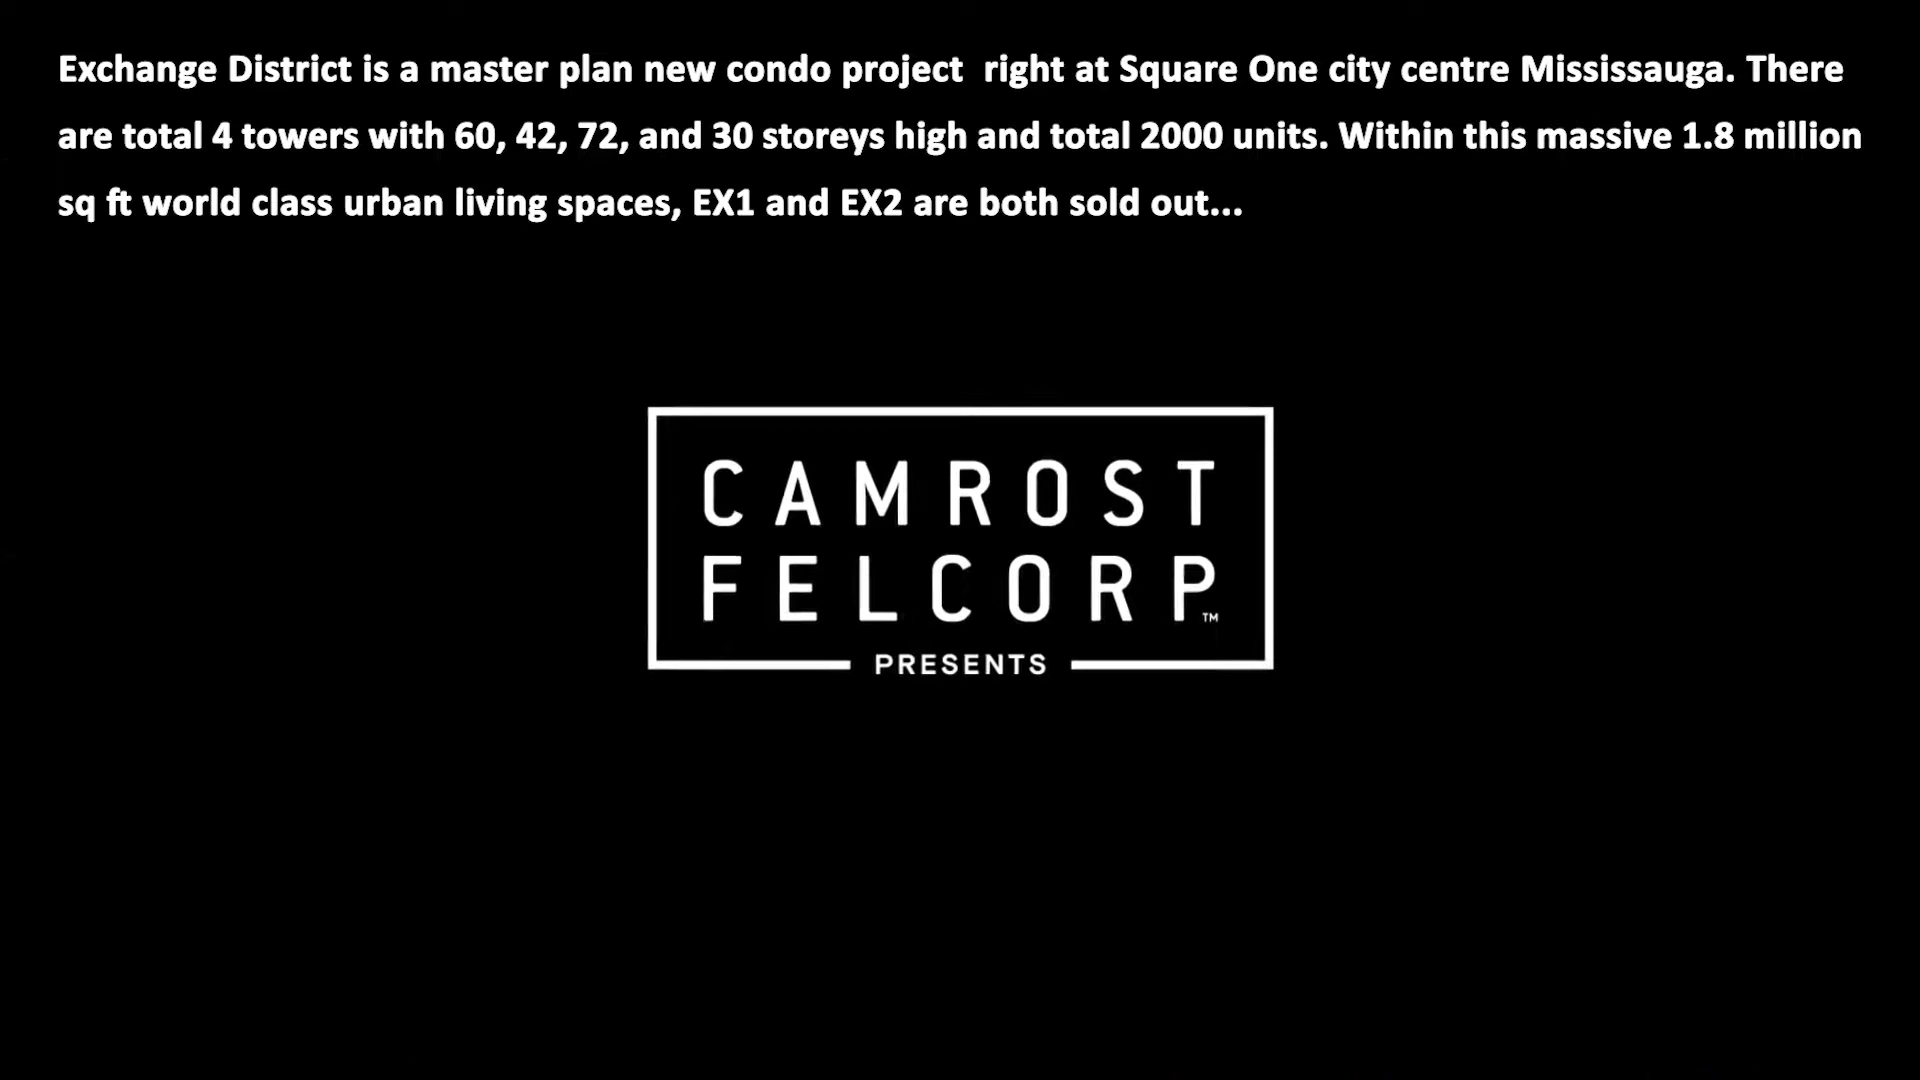 Exchange District is a master plan new condo project  right at Square One city centre Mississauga. There
are total 4 towers with 60, 42, 72, and 30 storeys high and total 2000 units. Within this massive 1.8 million
sq ft world class urban living spaces, EX1 and EX2 are both sold out...
CAMROST
FELCORP™
PRESENTS